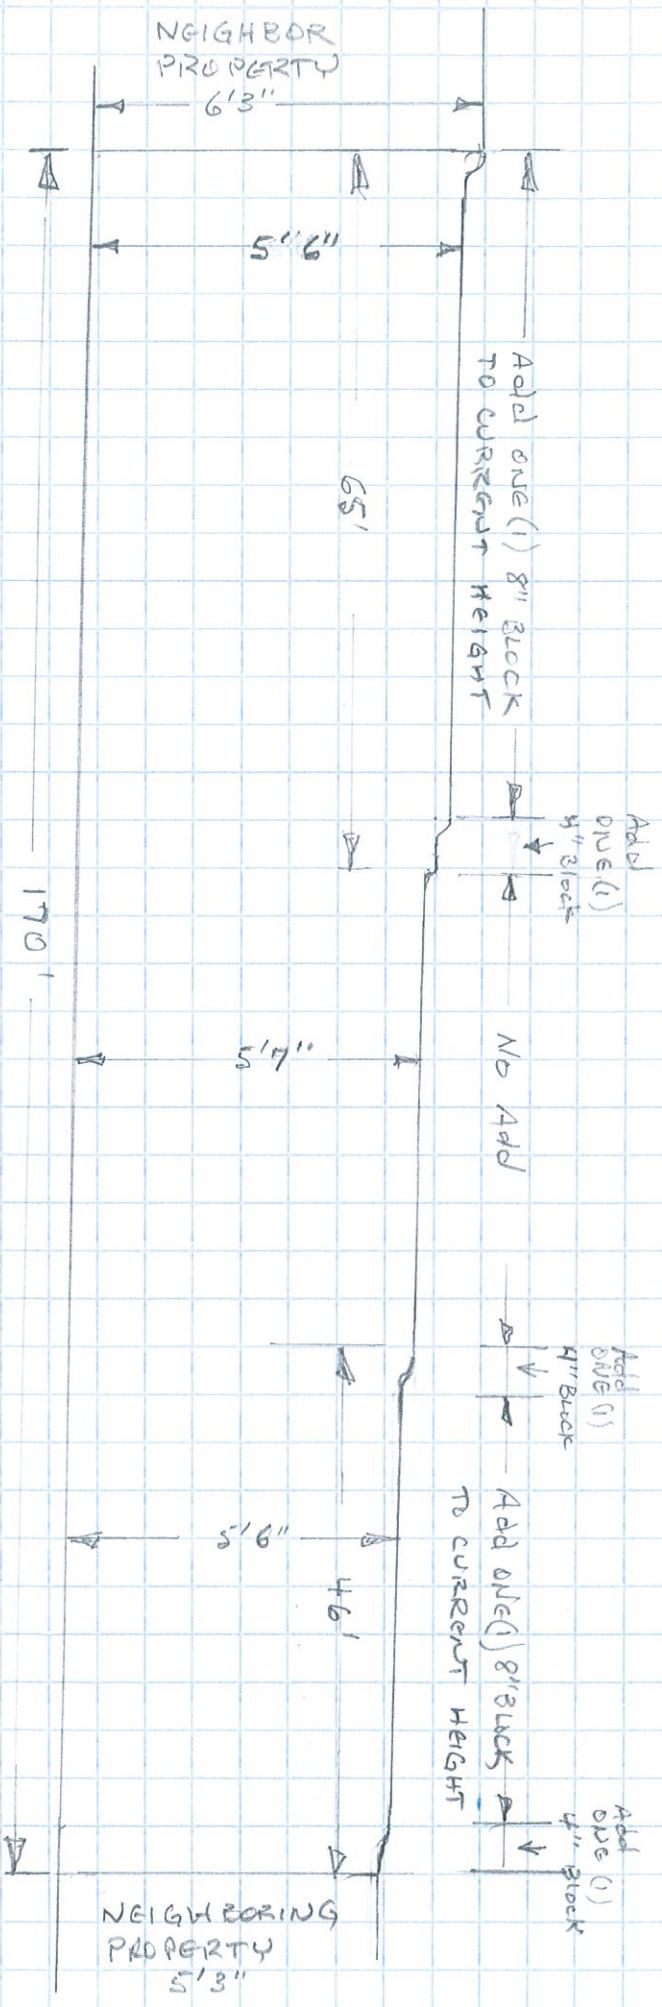 NEIGHBOR
PROPERTY
6'3"
5'6"
Add ONE (1) 8" BLOCK
TO CURRENT HEIGHT
65'
Add
ONE (1)
4" Block
170'
5'7"
No Add
Add
ONE (1)
4" BLOCK
5'6"
46'
Add ONE (1) 8" BLOCK
TO CURRENT HEIGHT
Add
ONE (1)
4" Block
NEIGHBORING
PROPERTY
5'3"